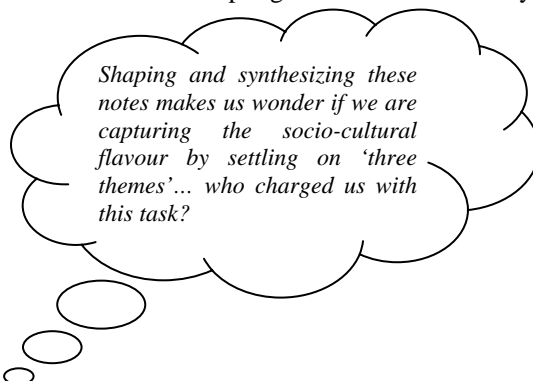 Shaping and synthesizing these
notes makes us wonder if we are
capturing the socio-cultural
flavour by settling on ‘three
themes’... who charged us with
this task?